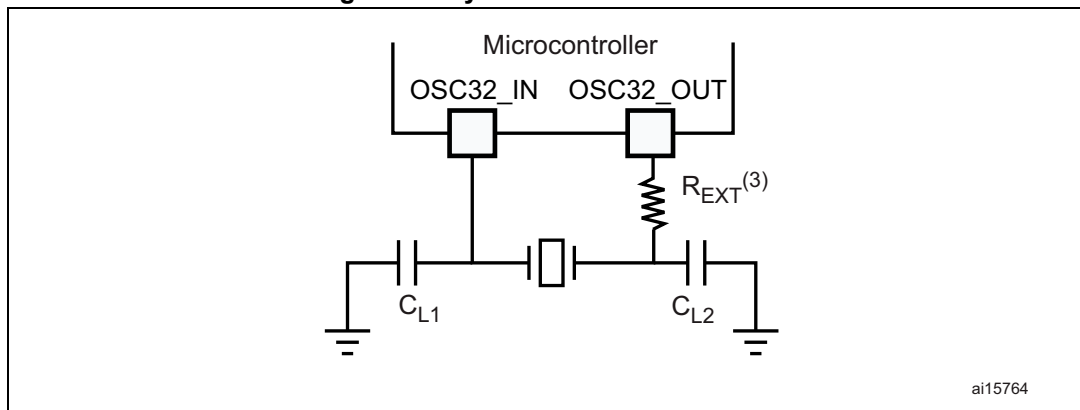 Microcontroller
OSC32_IN OSC32_OUT
R_EXT(3)
C_L1
C_L2
ai15764